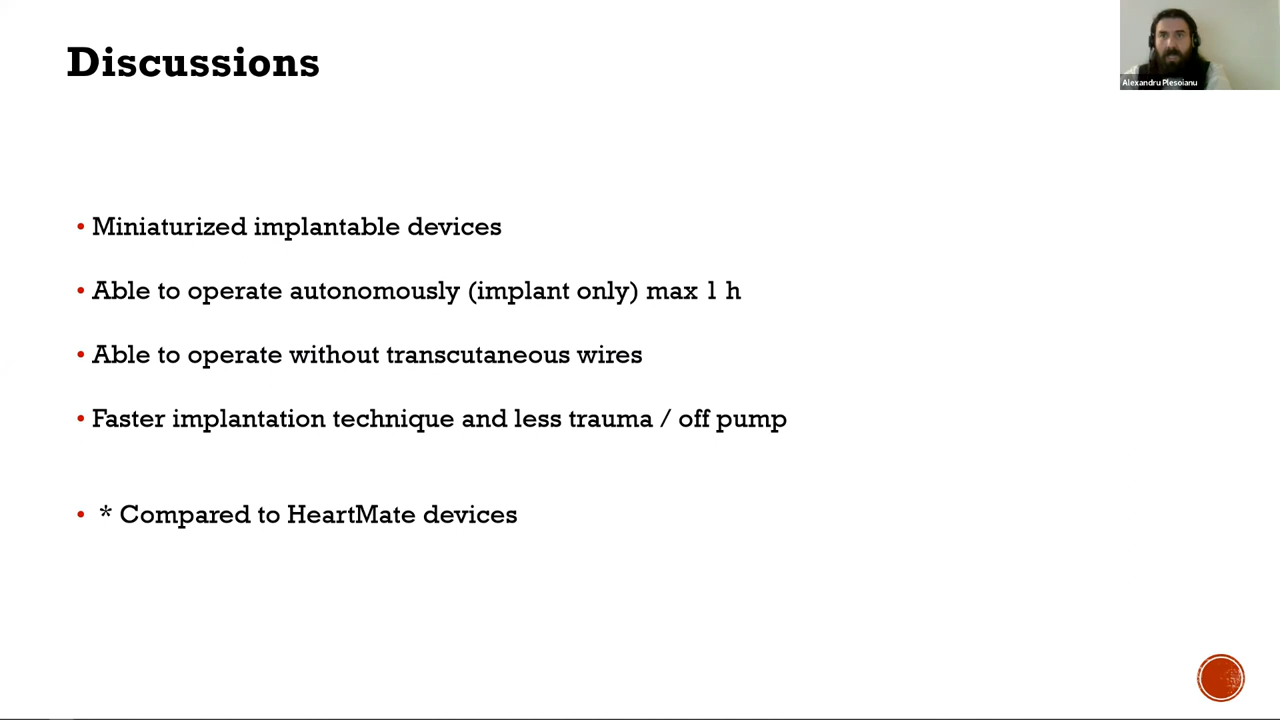 Discussions
Alexandru Plesoianu
• Miniaturized implantable devices
• Able to operate autonomously (implant only) max 1 h
• Able to operate without transcutaneous wires
• Faster implantation technique and less trauma / off pump
• * Compared to HeartMate devices